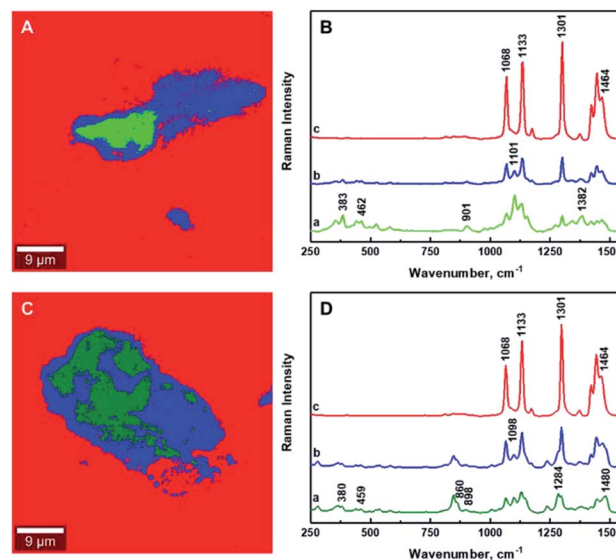 A
9 µm
B
Raman Intensity
1068
1133
1301
1464
c
1101
b
383
462
901
1382
a
250 500 750 1000 1250 150
Wavenumber, cm⁻¹
C
9 µm
D
Raman Intensity
1068
1133
1301
1464
c
1098
b
380
459
860
898
1284
1480
a
250 500 750 1000 1250 150
Wavenumber, cm⁻¹